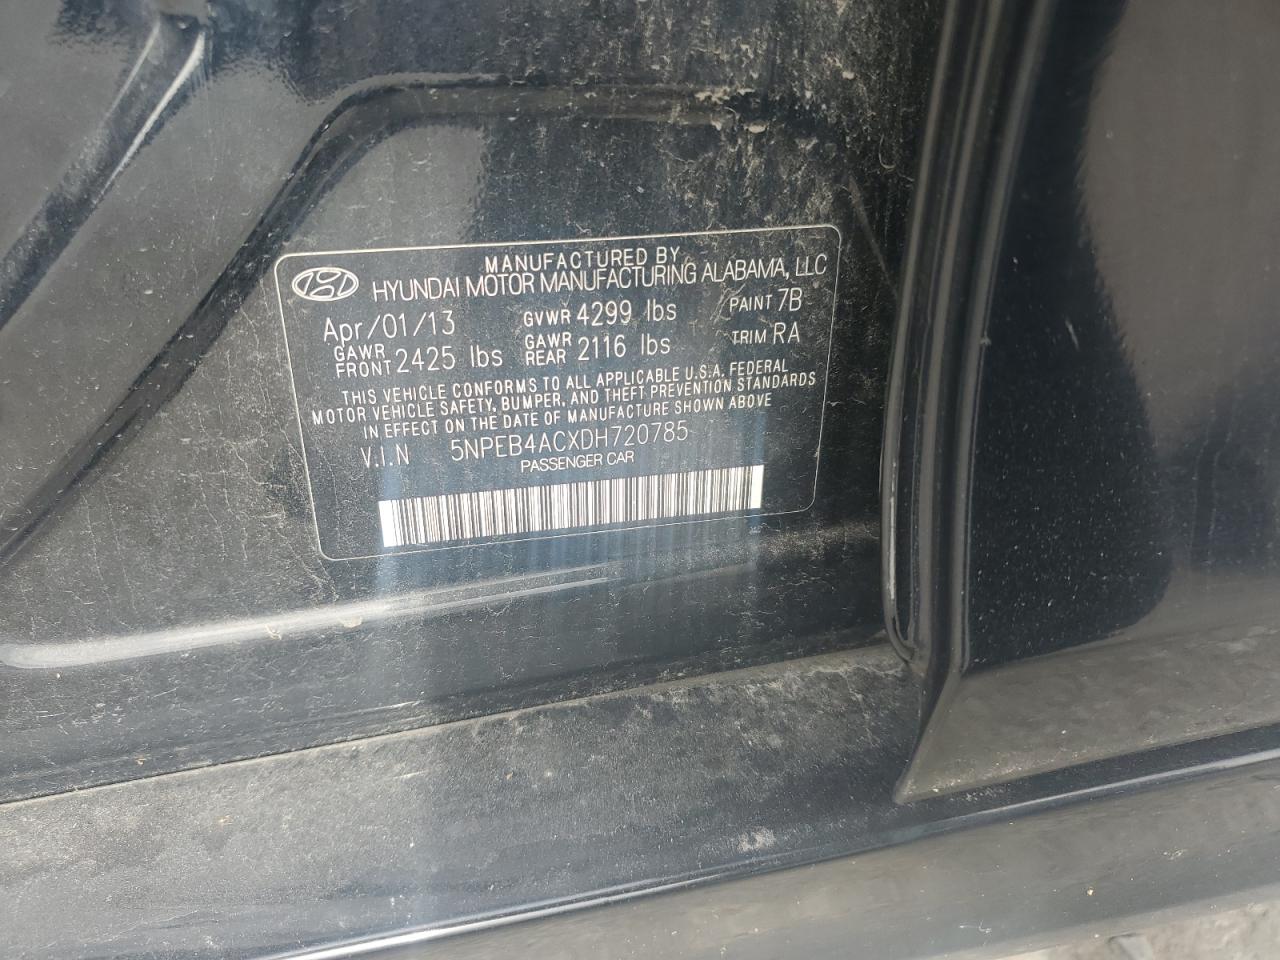 MANUFACTURED BY
HYUNDAI MOTOR MANUFACTURING ALABAMA, LLC
Apr/01/13 GVWR 4299 lbs PAINT 7B
GAWR FRONT 2425 lbs GAWR REAR 2116 lbs TRIM RA
THIS VEHICLE CONFORMS TO ALL APPLICABLE U.S.A. FEDERAL
MOTOR VEHICLE SAFETY, BUMPER, AND THEFT PREVENTION STANDARDS
IN EFFECT ON THE DATE OF MANUFACTURE SHOWN ABOVE
V.I.N 5NPEB4ACXDH720785
PASSENGER CAR